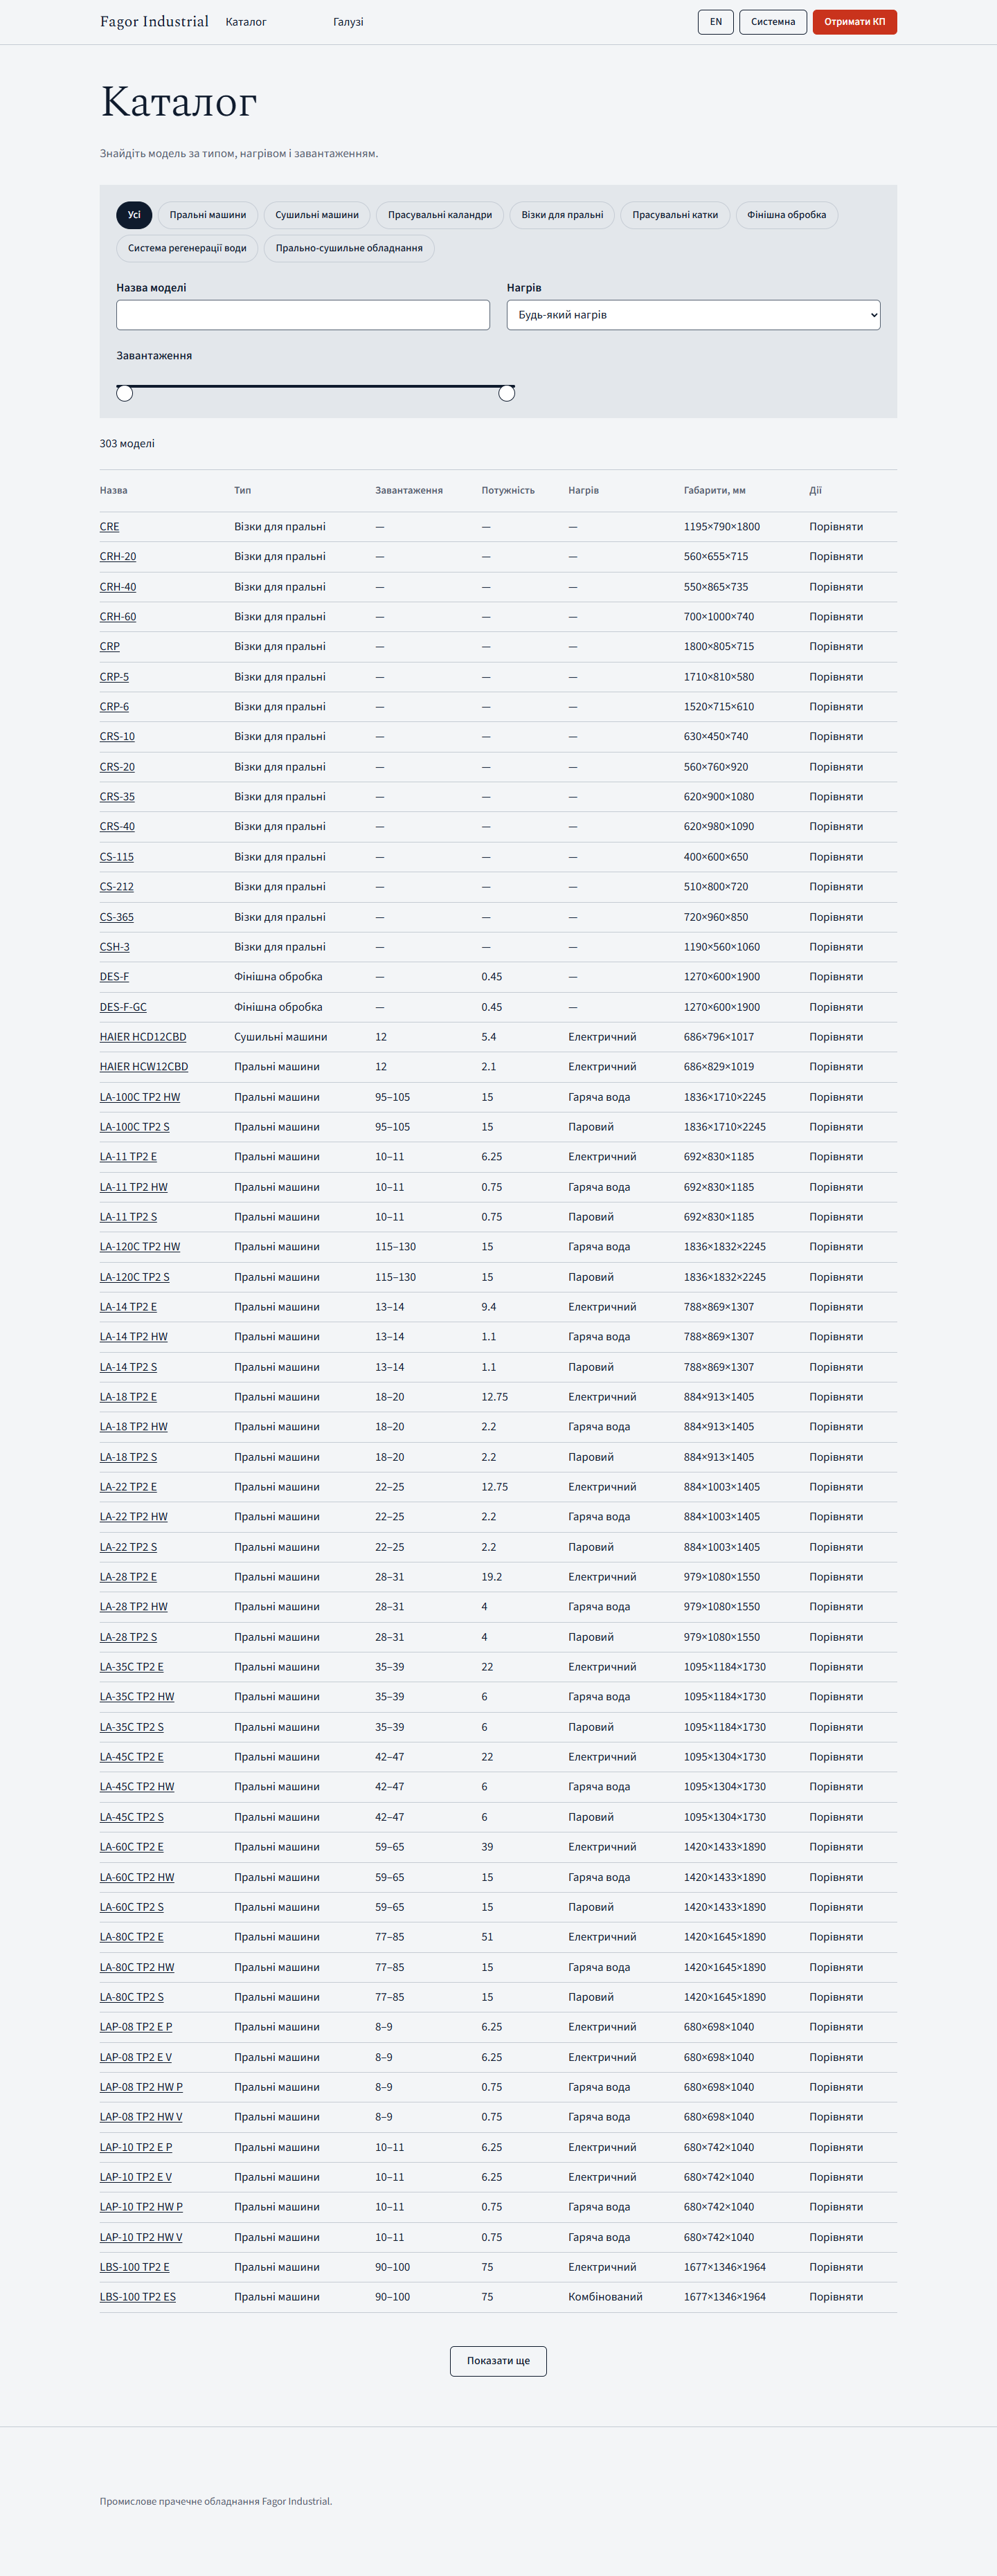 Fagor Industrial Каталог Галузі EN Системна Отримати КП
Каталог
Знайдіть модель за типом, нагрівом і завантаженням.
Усі Пральні машини Сушильні машини Прасувальні каландри Візки для пральні Прасувальні катки Фінішна обробка
Система регенерації води Прально-сушильне обладнання
Назва моделі Нагрів
Будь-який нагрів
Завантаження
303 моделі
Назва Тип Завантаження Потужність Нагрів Габарити, мм Дії
CRE Візки для пральні — — — 1195×790×1800 Порівняти
CRH-20 Візки для пральні — — — 560×655×715 Порівняти
CRH-40 Візки для пральні — — — 550×865×735 Порівняти
CRH-60 Візки для пральні — — — 700×1000×740 Порівняти
CRP Візки для пральні — — — 1800×805×715 Порівняти
CRP-5 Візки для пральні — — — 1710×810×580 Порівняти
CRP-6 Візки для пральні — — — 1520×715×610 Порівняти
CRS-10 Візки для пральні — — — 630×450×740 Порівняти
CRS-20 Візки для пральні — — — 560×760×920 Порівняти
CRS-35 Візки для пральні — — — 620×900×1080 Порівняти
CRS-40 Візки для пральні — — — 620×980×1090 Порівняти
CS-115 Візки для пральні — — — 400×600×650 Порівняти
CS-212 Візки для пральні — — — 510×800×720 Порівняти
CS-365 Візки для пральні — — — 720×960×850 Порівняти
CSH-3 Візки для пральні — — — 1190×560×1060 Порівняти
DES-F Фінішна обробка — 0.45 — 1270×600×1900 Порівняти
DES-F-GC Фінішна обробка — 0.45 — 1270×600×1900 Порівняти
HAIER HCD12CBD Сушильні машини 12 5.4 Електричний 686×796×1017 Порівняти
HAIER HCW12CBD Пральні машини 12 2.1 Електричний 686×829×1019 Порівняти
LA-100C TP2 HW Пральні машини 95–105 15 Гаряча вода 1836×1710×2245 Порівняти
LA-100C TP2 S Пральні машини 95–105 15 Паровий 1836×1710×2245 Порівняти
LA-11 TP2 E Пральні машини 10–11 6.25 Електричний 692×830×1185 Порівняти
LA-11 TP2 HW Пральні машини 10–11 0.75 Гаряча вода 692×830×1185 Порівняти
LA-11 TP2 S Пральні машини 10–11 0.75 Паровий 692×830×1185 Порівняти
LA-120C TP2 HW Пральні машини 115–130 15 Гаряча вода 1836×1832×2245 Порівняти
LA-120C TP2 S Пральні машини 115–130 15 Паровий 1836×1832×2245 Порівняти
LA-14 TP2 E Пральні машини 13–14 9.4 Електричний 788×869×1307 Порівняти
LA-14 TP2 HW Пральні машини 13–14 1.1 Гаряча вода 788×869×1307 Порівняти
LA-14 TP2 S Пральні машини 13–14 1.1 Паровий 788×869×1307 Порівняти
LA-18 TP2 E Пральні машини 18–20 12.75 Електричний 884×913×1405 Порівняти
LA-18 TP2 HW Пральні машини 18–20 2.2 Гаряча вода 884×913×1405 Порівняти
LA-18 TP2 S Пральні машини 18–20 2.2 Паровий 884×913×1405 Порівняти
LA-22 TP2 E Пральні машини 22–25 12.75 Електричний 884×1003×1405 Порівняти
LA-22 TP2 HW Пральні машини 22–25 2.2 Гаряча вода 884×1003×1405 Порівняти
LA-22 TP2 S Пральні машини 22–25 2.2 Паровий 884×1003×1405 Порівняти
LA-28 TP2 E Пральні машини 28–31 19.2 Електричний 979×1080×1550 Порівняти
LA-28 TP2 HW Пральні машини 28–31 4 Гаряча вода 979×1080×1550 Порівняти
LA-28 TP2 S Пральні машини 28–31 4 Паровий 979×1080×1550 Порівняти
LA-35C TP2 E Пральні машини 35–39 22 Електричний 1095×1184×1730 Порівняти
LA-35C TP2 HW Пральні машини 35–39 6 Гаряча вода 1095×1184×1730 Порівняти
LA-35C TP2 S Пральні машини 35–39 6 Паровий 1095×1184×1730 Порівняти
LA-45C TP2 E Пральні машини 42–47 22 Електричний 1095×1304×1730 Порівняти
LA-45C TP2 HW Пральні машини 42–47 6 Гаряча вода 1095×1304×1730 Порівняти
LA-45C TP2 S Пральні машини 42–47 6 Паровий 1095×1304×1730 Порівняти
LA-60C TP2 E Пральні машини 59–65 39 Електричний 1420×1433×1890 Порівняти
LA-60C TP2 HW Пральні машини 59–65 15 Гаряча вода 1420×1433×1890 Порівняти
LA-60C TP2 S Пральні машини 59–65 15 Паровий 1420×1433×1890 Порівняти
LA-80C TP2 E Пральні машини 77–85 51 Електричний 1420×1645×1890 Порівняти
LA-80C TP2 HW Пральні машини 77–85 15 Гаряча вода 1420×1645×1890 Порівняти
LA-80C TP2 S Пральні машини 77–85 15 Паровий 1420×1645×1890 Порівняти
LAP-08 TP2 E P Пральні машини 8–9 6.25 Електричний 680×698×1040 Порівняти
LAP-08 TP2 E V Пральні машини 8–9 6.25 Електричний 680×698×1040 Порівняти
LAP-08 TP2 HW P Пральні машини 8–9 0.75 Гаряча вода 680×698×1040 Порівняти
LAP-08 TP2 HW V Пральні машини 8–9 0.75 Гаряча вода 680×698×1040 Порівняти
LAP-10 TP2 E P Пральні машини 10–11 6.25 Електричний 680×742×1040 Порівняти
LAP-10 TP2 E V Пральні машини 10–11 6.25 Електричний 680×742×1040 Порівняти
LAP-10 TP2 HW P Пральні машини 10–11 0.75 Гаряча вода 680×742×1040 Порівняти
LAP-10 TP2 HW V Пральні машини 10–11 0.75 Гаряча вода 680×742×1040 Порівняти
LBS-100 TP2 E Пральні машини 90–100 75 Електричний 1677×1346×1964 Порівняти
LBS-100 TP2 ES Пральні машини 90–100 75 Комбінований 1677×1346×1964 Порівняти
Показати ще
Промислове прачечне обладнання Fagor Industrial.